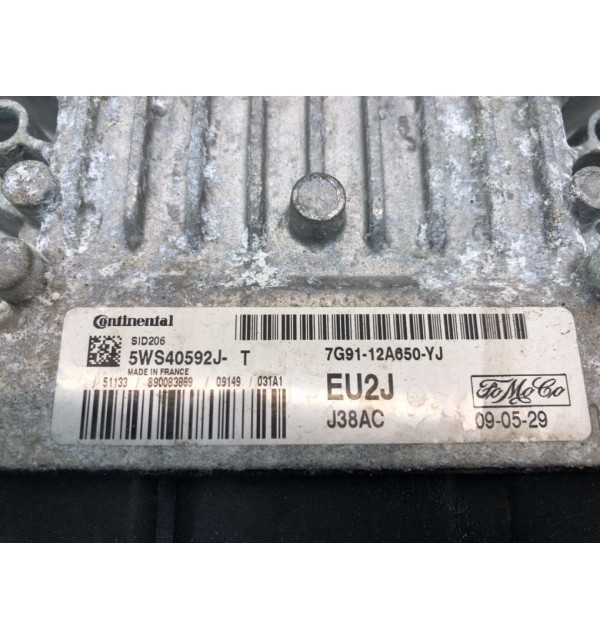 Continental
SID206
5WS40592J- T
MADE IN FRANCE
/ 51133 / 890083869 / 09149 / 031A1
7G91-12A650-YJ
EU2J
J38AC
FoMoCo
09-05-29